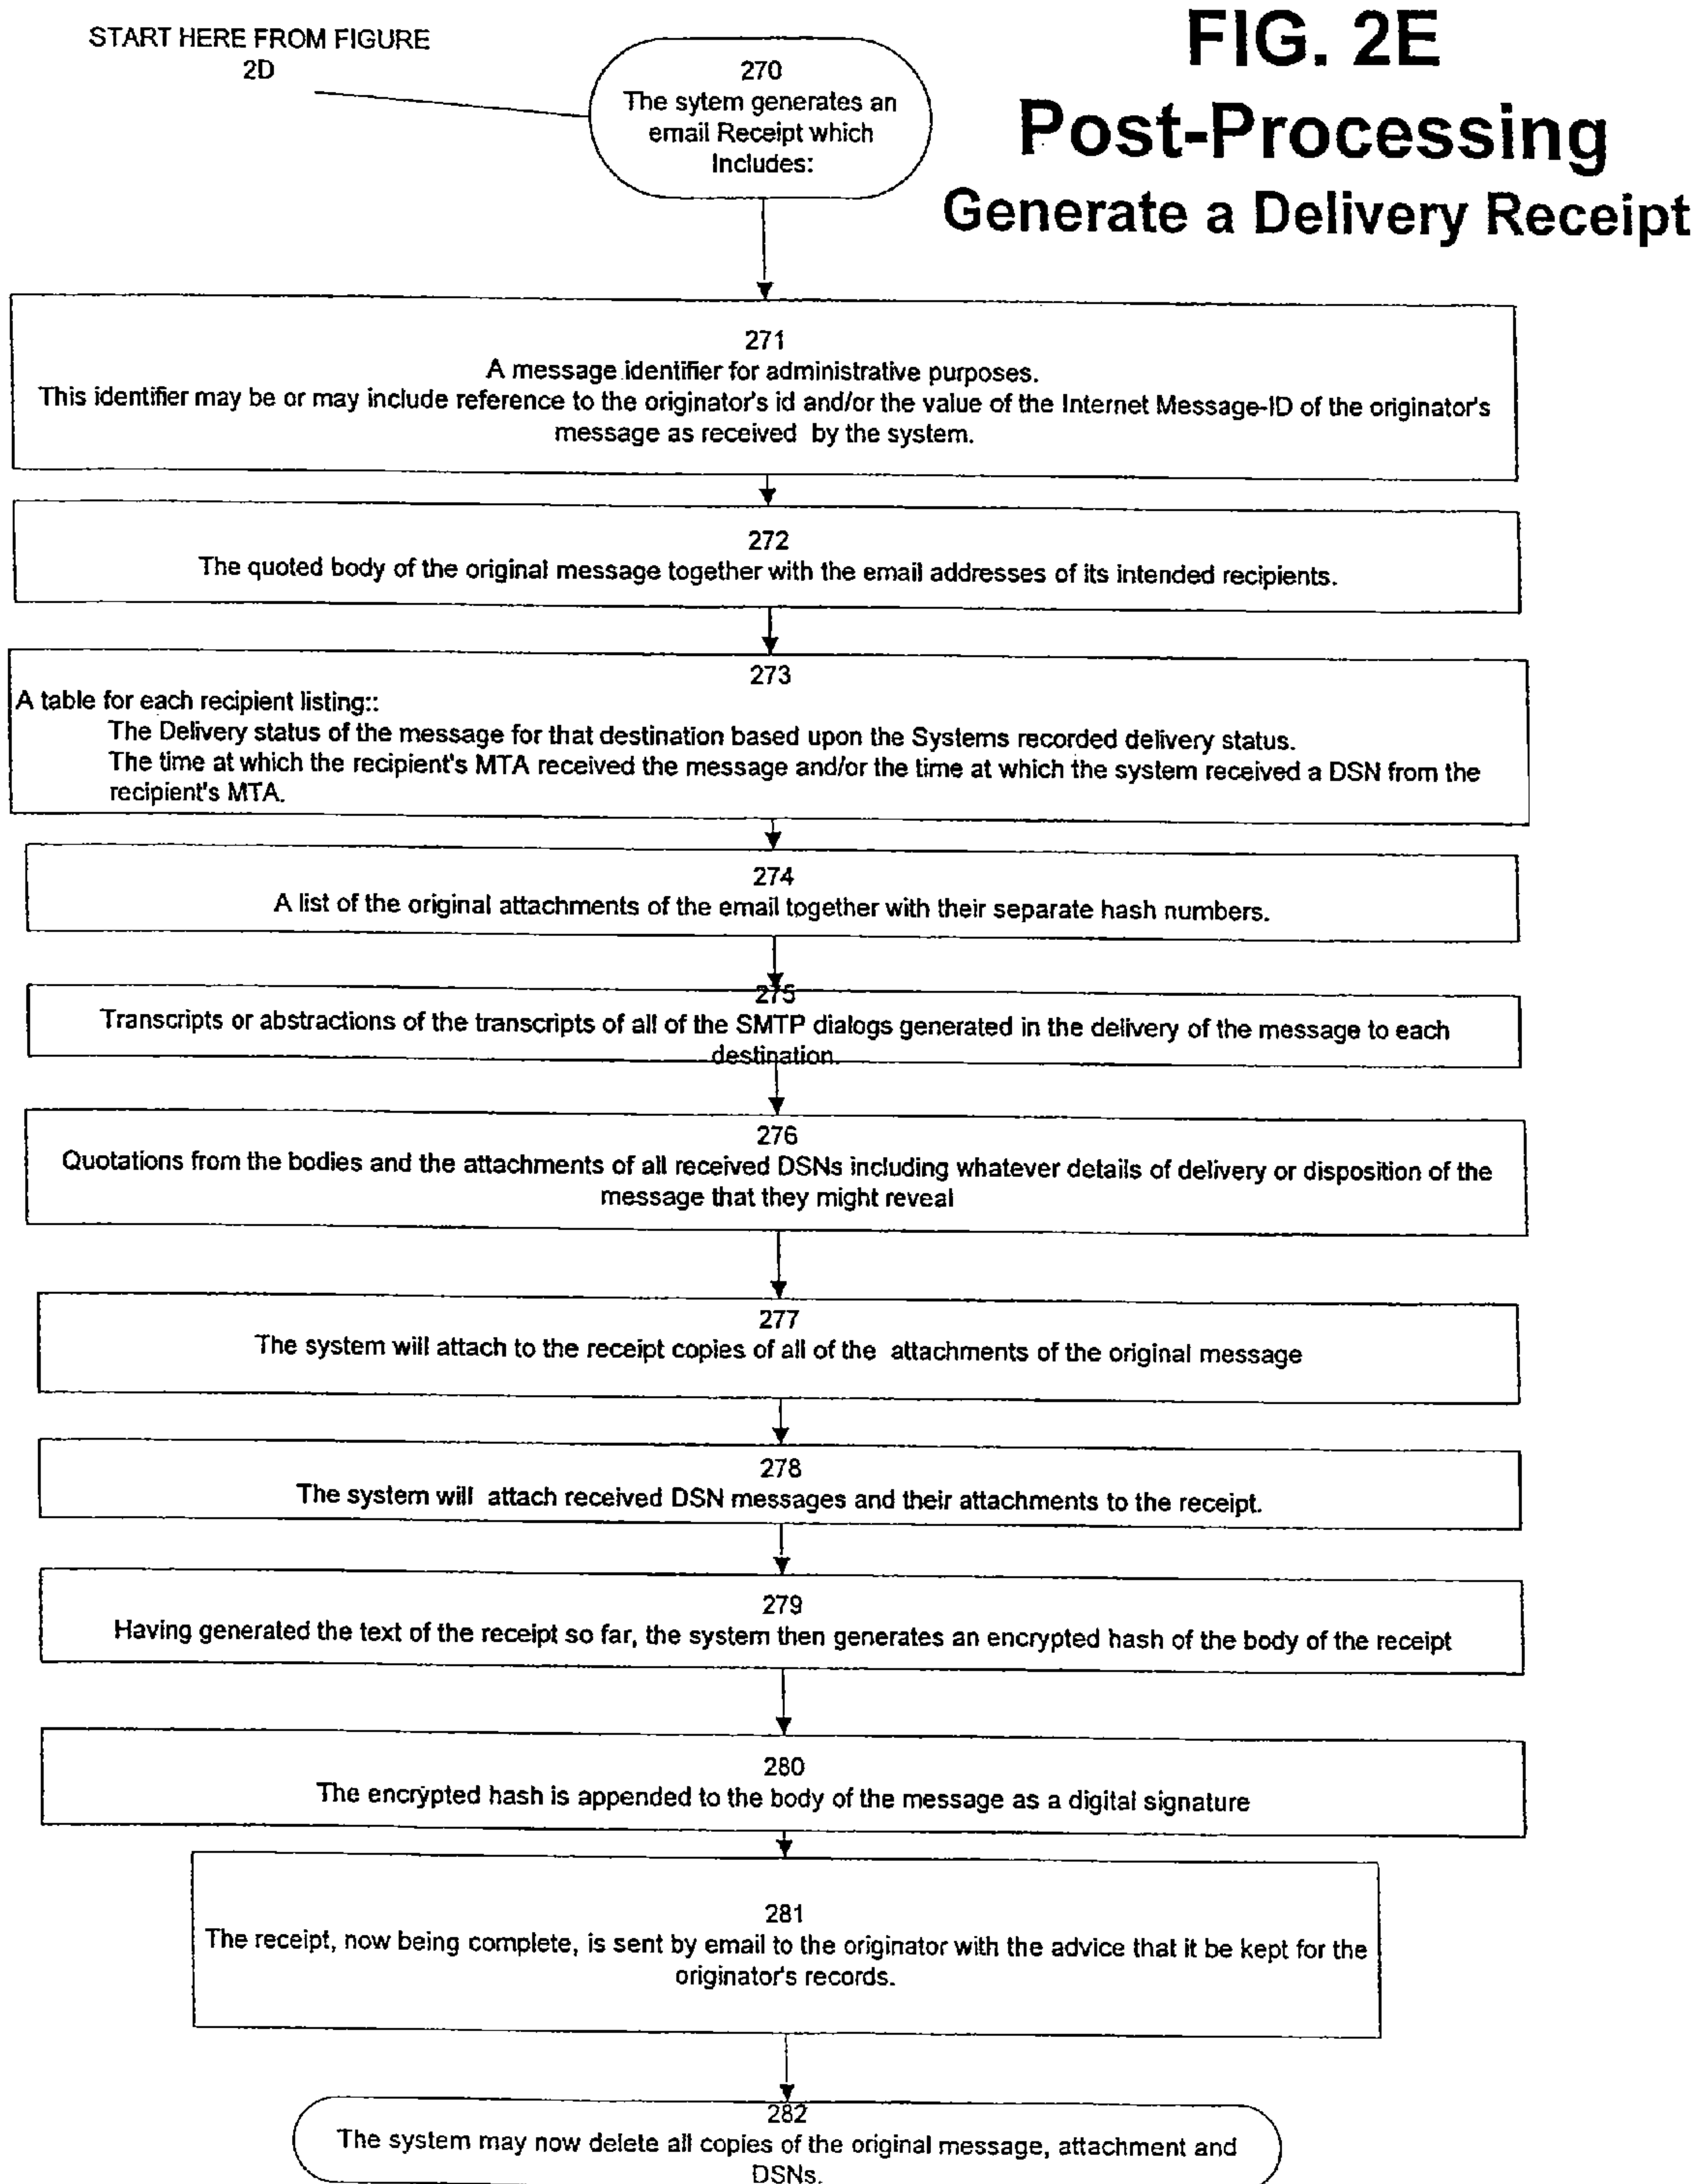 START HERE FROM FIGURE
2D
FIG. 2E
Post-Processing
Generate a Delivery Receipt
270
The sytem generates an
email Receipt which
Includes:
271
A message identifier for administrative purposes.
This identifier may be or may include reference to the originator's id and/or the value of the Internet Message-ID of the originator's
message as received by the system.
272
The quoted body of the original message together with the email addresses of its intended recipients.
273
A table for each recipient listing::
The Delivery status of the message for that destination based upon the Systems recorded delivery status.
The time at which the recipient's MTA received the message and/or the time at which the system received a DSN from the
recipient's MTA.
274
A list of the original attachments of the email together with their separate hash numbers.
275
Transcripts or abstractions of the transcripts of all of the SMTP dialogs generated in the delivery of the message to each
destination.
276
Quotations from the bodies and the attachments of all received DSNs including whatever details of delivery or disposition of the
message that they might reveal
277
The system will attach to the receipt copies of all of the attachments of the original message
278
The system will attach received DSN messages and their attachments to the receipt.
279
Having generated the text of the receipt so far, the system then generates an encrypted hash of the body of the receipt
280
The encrypted hash is appended to the body of the message as a digital signature
281
The receipt, now being complete, is sent by email to the originator with the advice that it be kept for the
originator's records.
282
The system may now delete all copies of the original message, attachment and
DSNs.